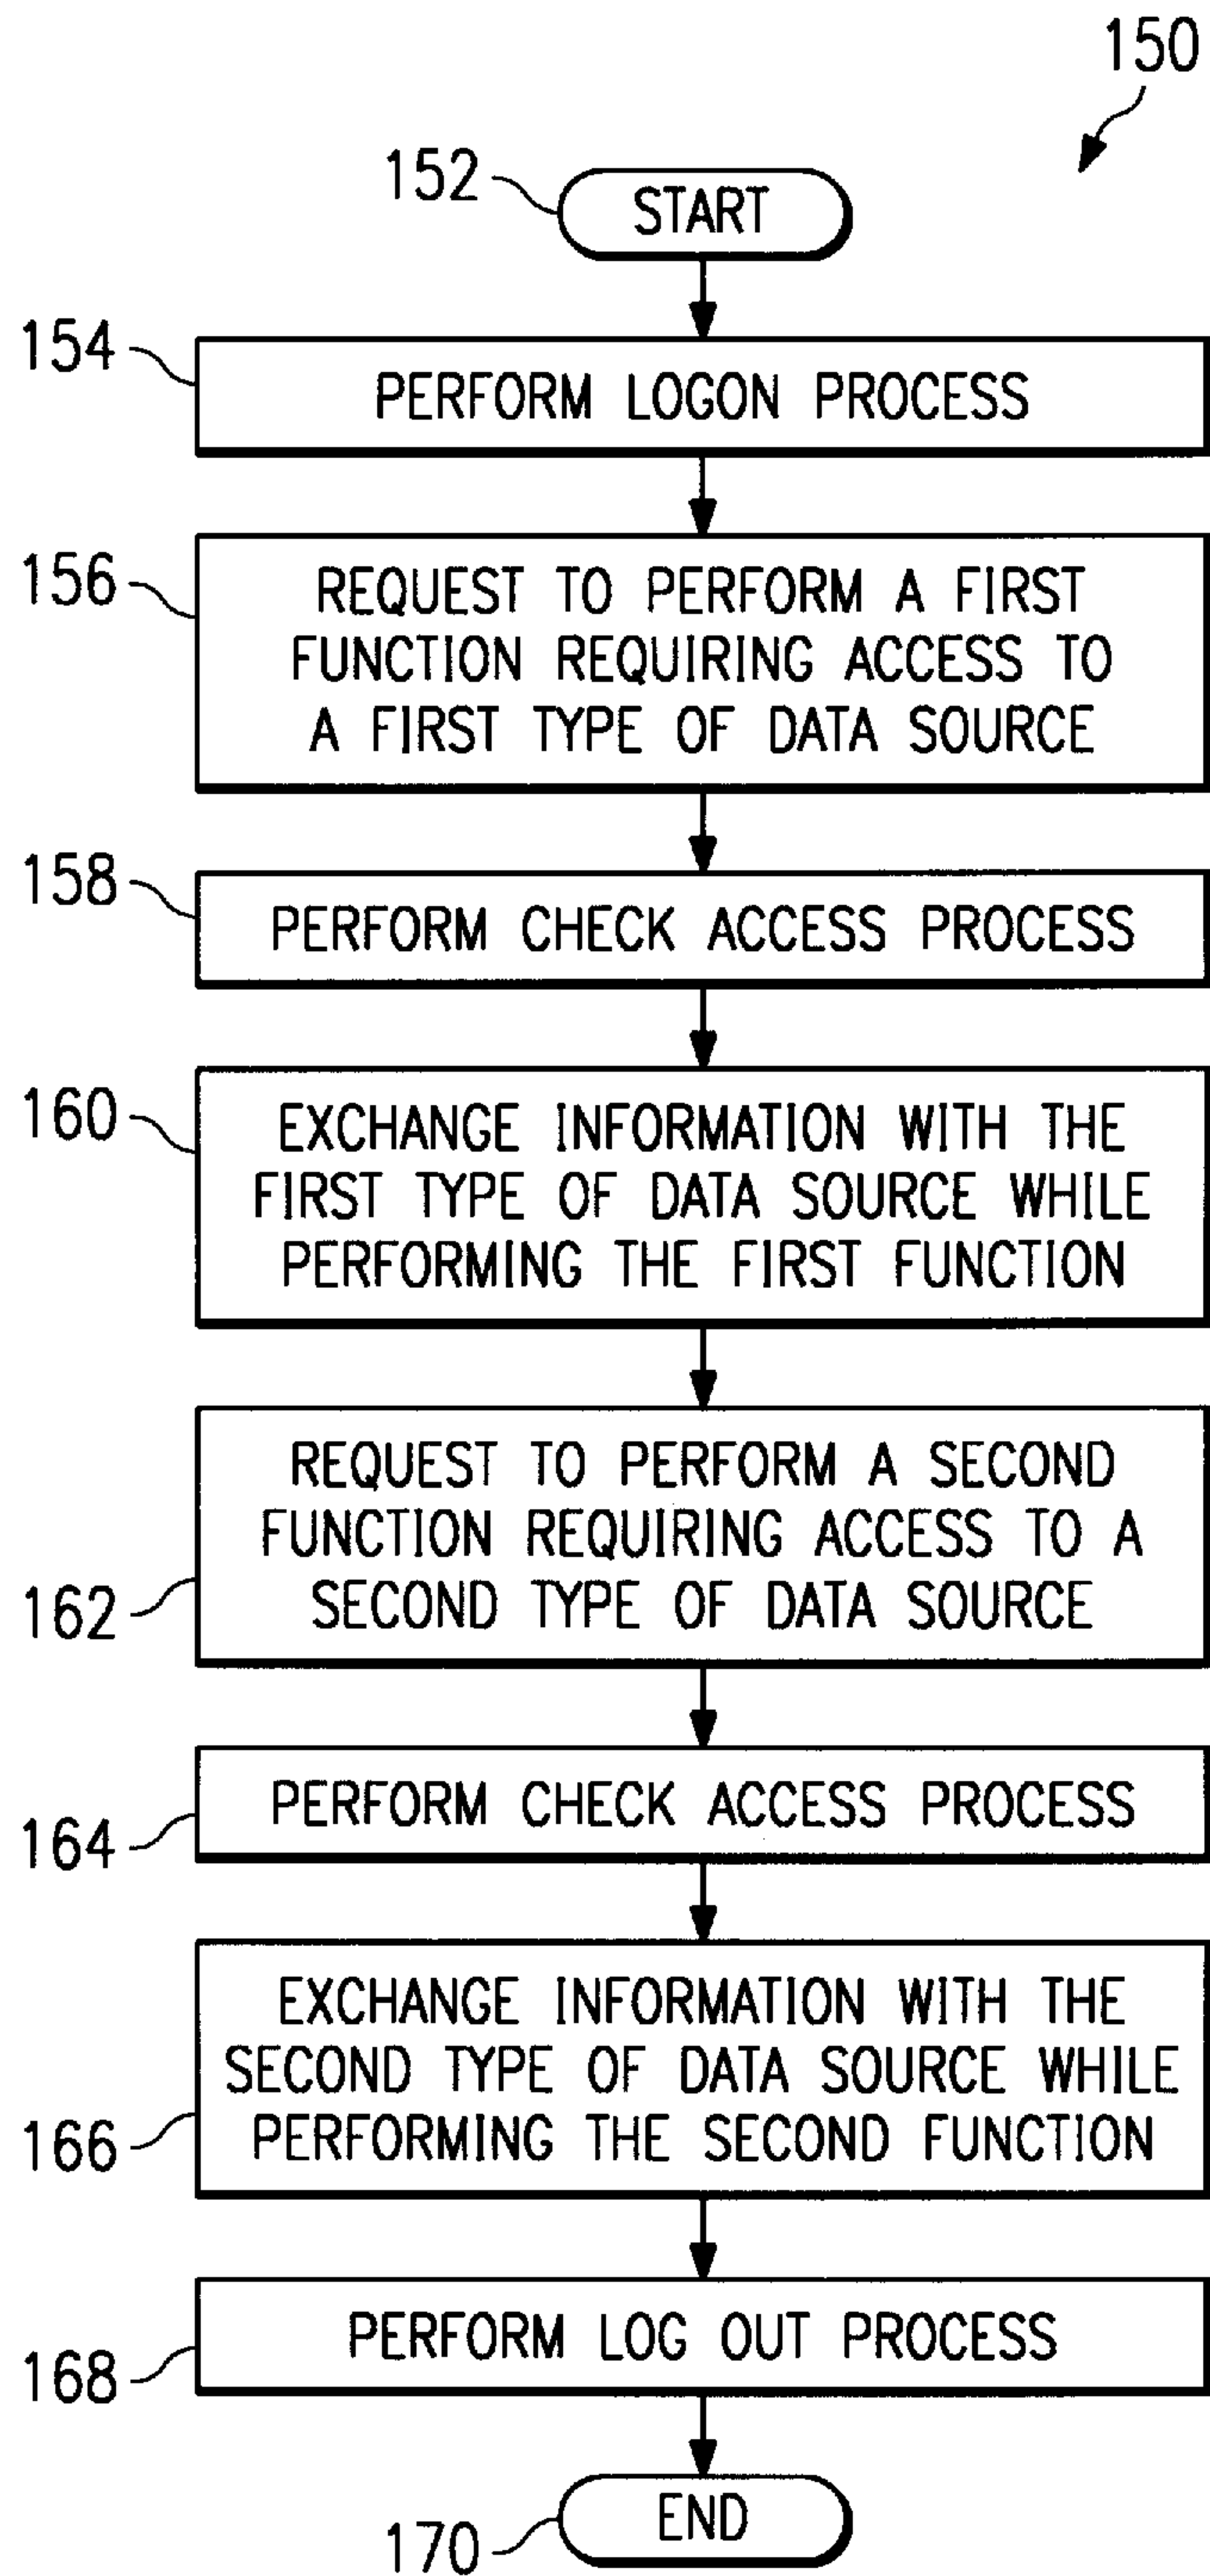 150
152
START
154
PERFORM LOGON PROCESS
156
REQUEST TO PERFORM A FIRST
FUNCTION REQUIRING ACCESS TO
A FIRST TYPE OF DATA SOURCE
158
PERFORM CHECK ACCESS PROCESS
160
EXCHANGE INFORMATION WITH THE
FIRST TYPE OF DATA SOURCE WHILE
PERFORMING THE FIRST FUNCTION
REQUEST TO PERFORM A SECOND
FUNCTION REQUIRING ACCESS TO A
SECOND TYPE OF DATA SOURCE
162
PERFORM CHECK ACCESS PROCESS
164
EXCHANGE INFORMATION WITH THE
SECOND TYPE OF DATA SOURCE WHILE
PERFORMING THE SECOND FUNCTION
166
PERFORM LOG OUT PROCESS
168
END
170